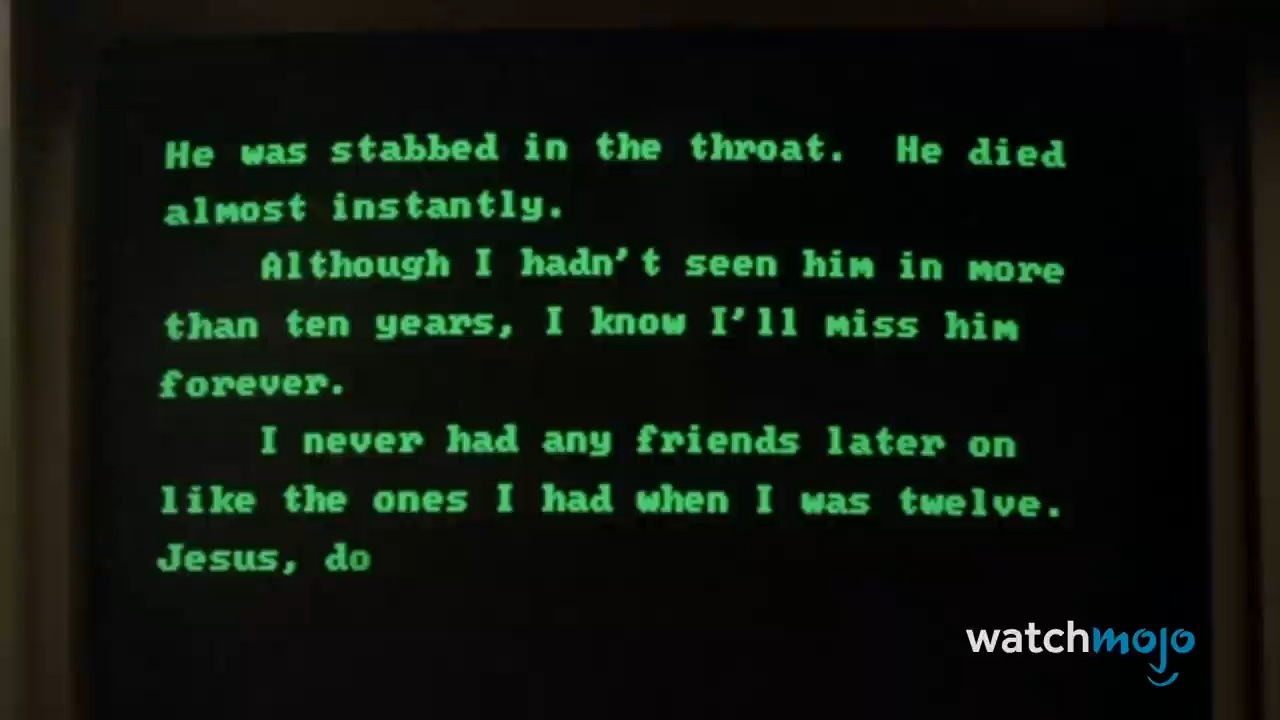 He was stabbed in the throat.  He died
almost instantly.
Although I hadn't seen him in more
than ten years, I know I'll miss him
forever.
I never had any friends later on
like the ones I had when I was twelve.
Jesus, do
watchmojo